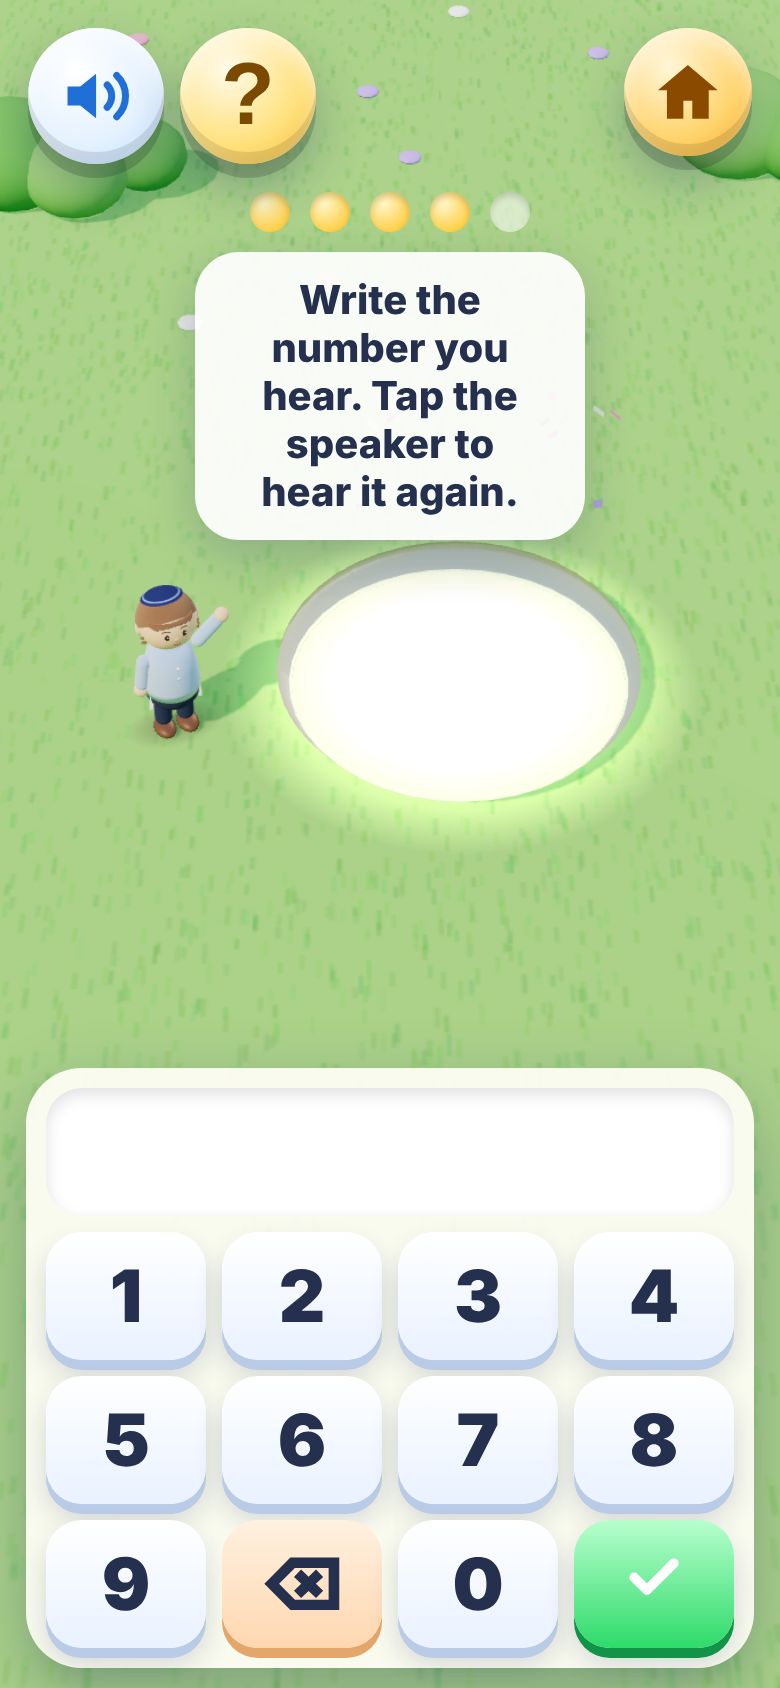 ?
Write the
number you
hear. Tap the
speaker to
hear it again.
1 2 3 4
5 6 7 8
9 0